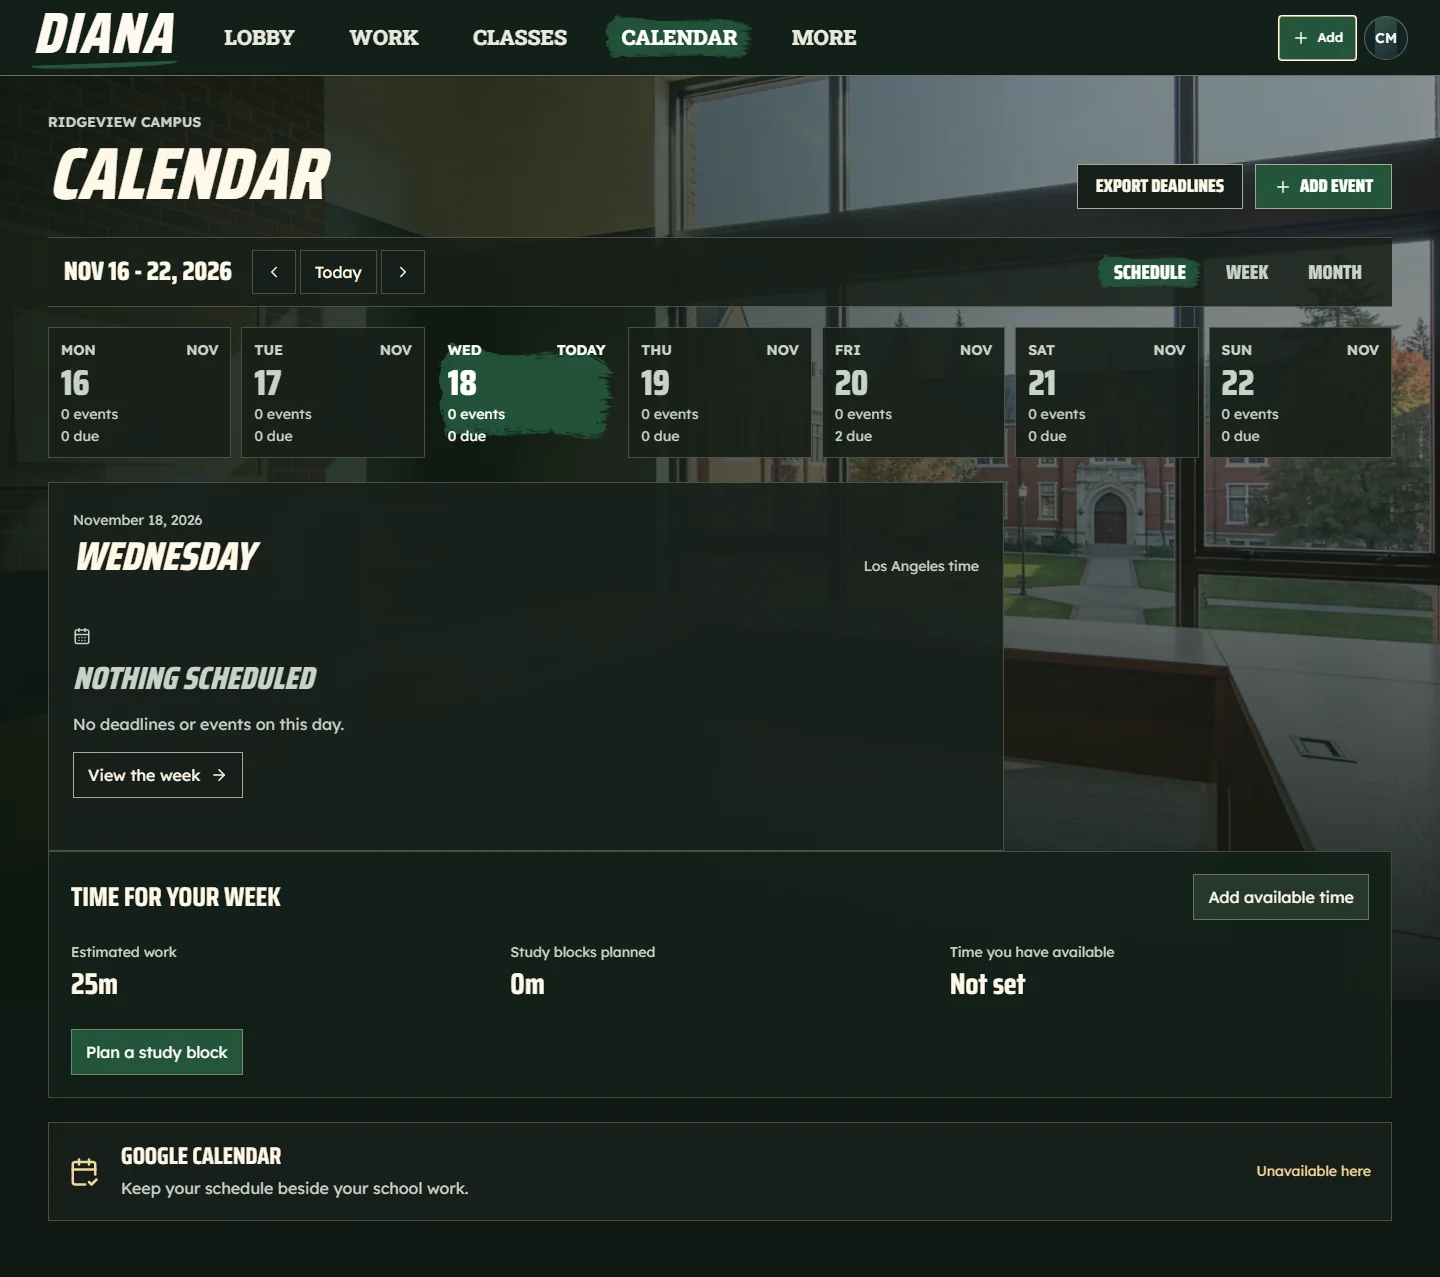 DIANA
LOBBY
WORK
CLASSES
CALENDAR
MORE
+ Add
CM
RIDGEVIEW CAMPUS
CALENDAR
EXPORT DEADLINES
+ ADD EVENT
NOV 16 - 22, 2026
Today
SCHEDULE
WEEK
MONTH
MON NOV
16
0 events
0 due
TUE NOV
17
0 events
0 due
WED TODAY
18
0 events
0 due
THU NOV
19
0 events
0 due
FRI NOV
20
0 events
2 due
SAT NOV
21
0 events
0 due
SUN NOV
22
0 events
0 due
November 18, 2026
WEDNESDAY
Los Angeles time
NOTHING SCHEDULED
No deadlines or events on this day.
View the week →
TIME FOR YOUR WEEK
Add available time
Estimated work
25m
Study blocks planned
0m
Time you have available
Not set
Plan a study block
GOOGLE CALENDAR
Keep your schedule beside your school work.
Unavailable here